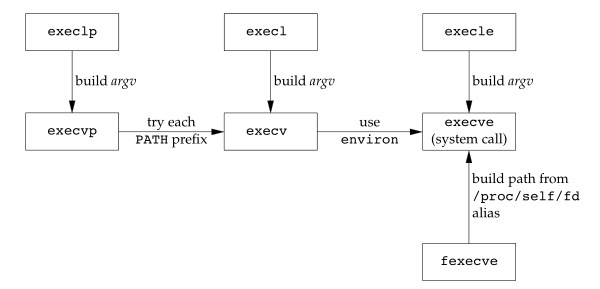 execlp
execl
execle
build argv
build argv
build argv
execvp
try each
PATH prefix
execv
use
environ
execve
(system call)
build path from
/proc/self/fd
alias
fexecve